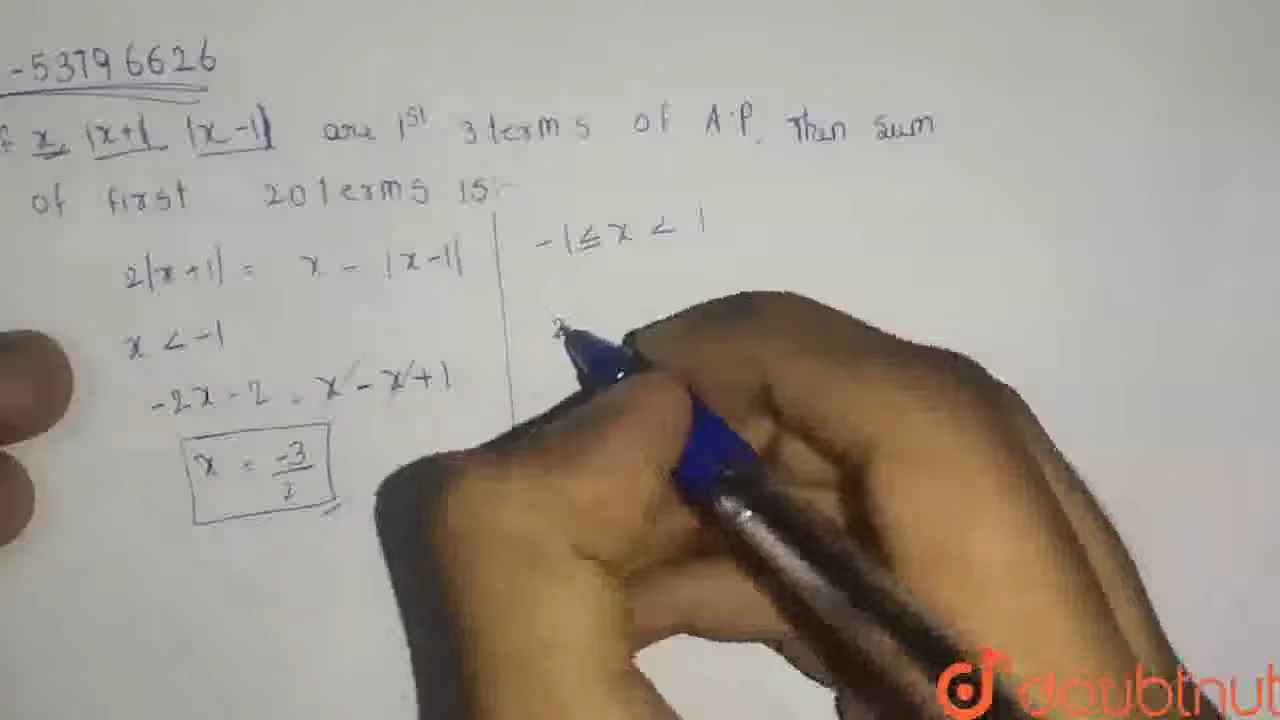 -53796626
f x, |x+1|, |x-1| are 1st 3 terms of A.P, Then sum
of first 20 terms is:-
2|x+1| = x - |x-1|
x < -1
-2x-2 = x - x + 1
x = -3/2
-1 ≤ x < 1
doubtnut